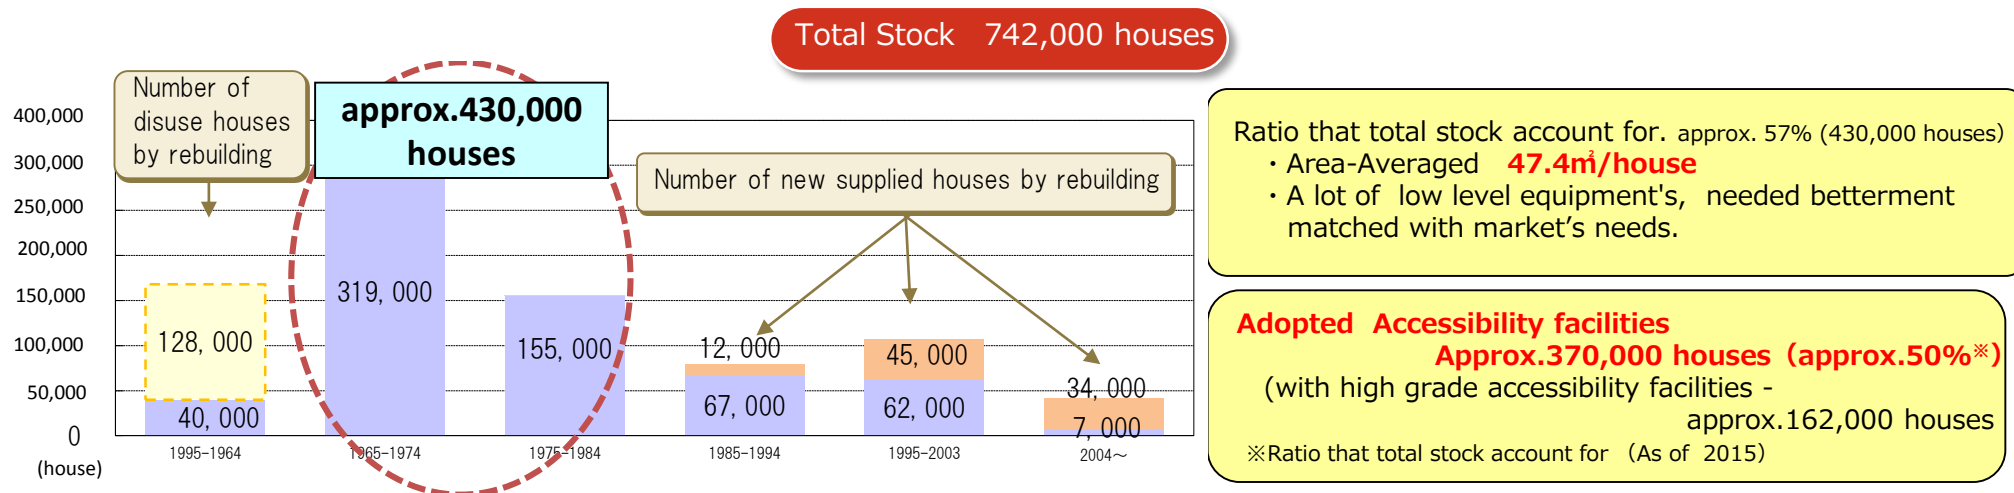 Total Stock 742,000 houses
Number of
disuse houses
by rebuilding
approx.430,000
houses
Number of new supplied houses by rebuilding
400,000
300,000
250,000
200,000
150,000
100,000
50,000
0
(house)
128,000
40,000
319,000
155,000
12,000
67,000
45,000
62,000
34,000
7,000
1995-1964
1965-1974
1975-1984
1985-1994
1995-2003
2004～
Ratio that total stock account for. approx. 57% (430,000 houses)
・Area-Averaged 47.4㎡/house
・A lot of low level equipment's, needed betterment
matched with market’s needs.
Adopted Accessibility facilities
Approx.370,000 houses（approx.50%※）
(with high grade accessibility facilities -
approx.162,000 houses
※Ratio that total stock account for （As of 2015）